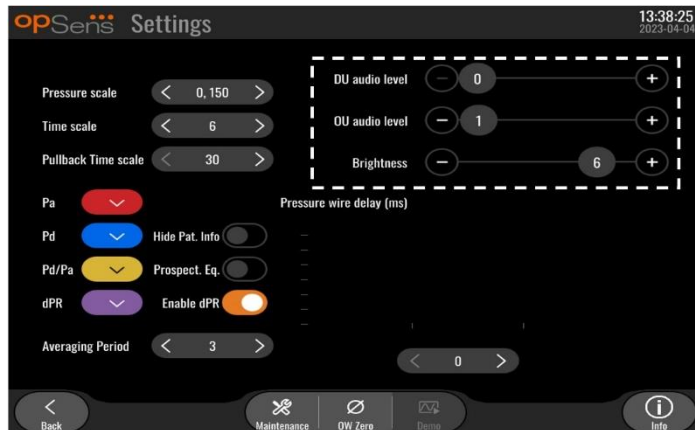 opSens Settings
13:38:25
2023-04-04
Pressure scale 0, 150
Time scale 6
Pullback Time scale 30
DU audio level 0
OU audio level 1
Brightness 6
Pa
Pressure wire delay (ms)
Pd Hide Pat. Info
Pd/Pa Prospect. Eq.
dPR Enable dPR
Averaging Period 3
0
Back Maintenance OW Zero Demo Info